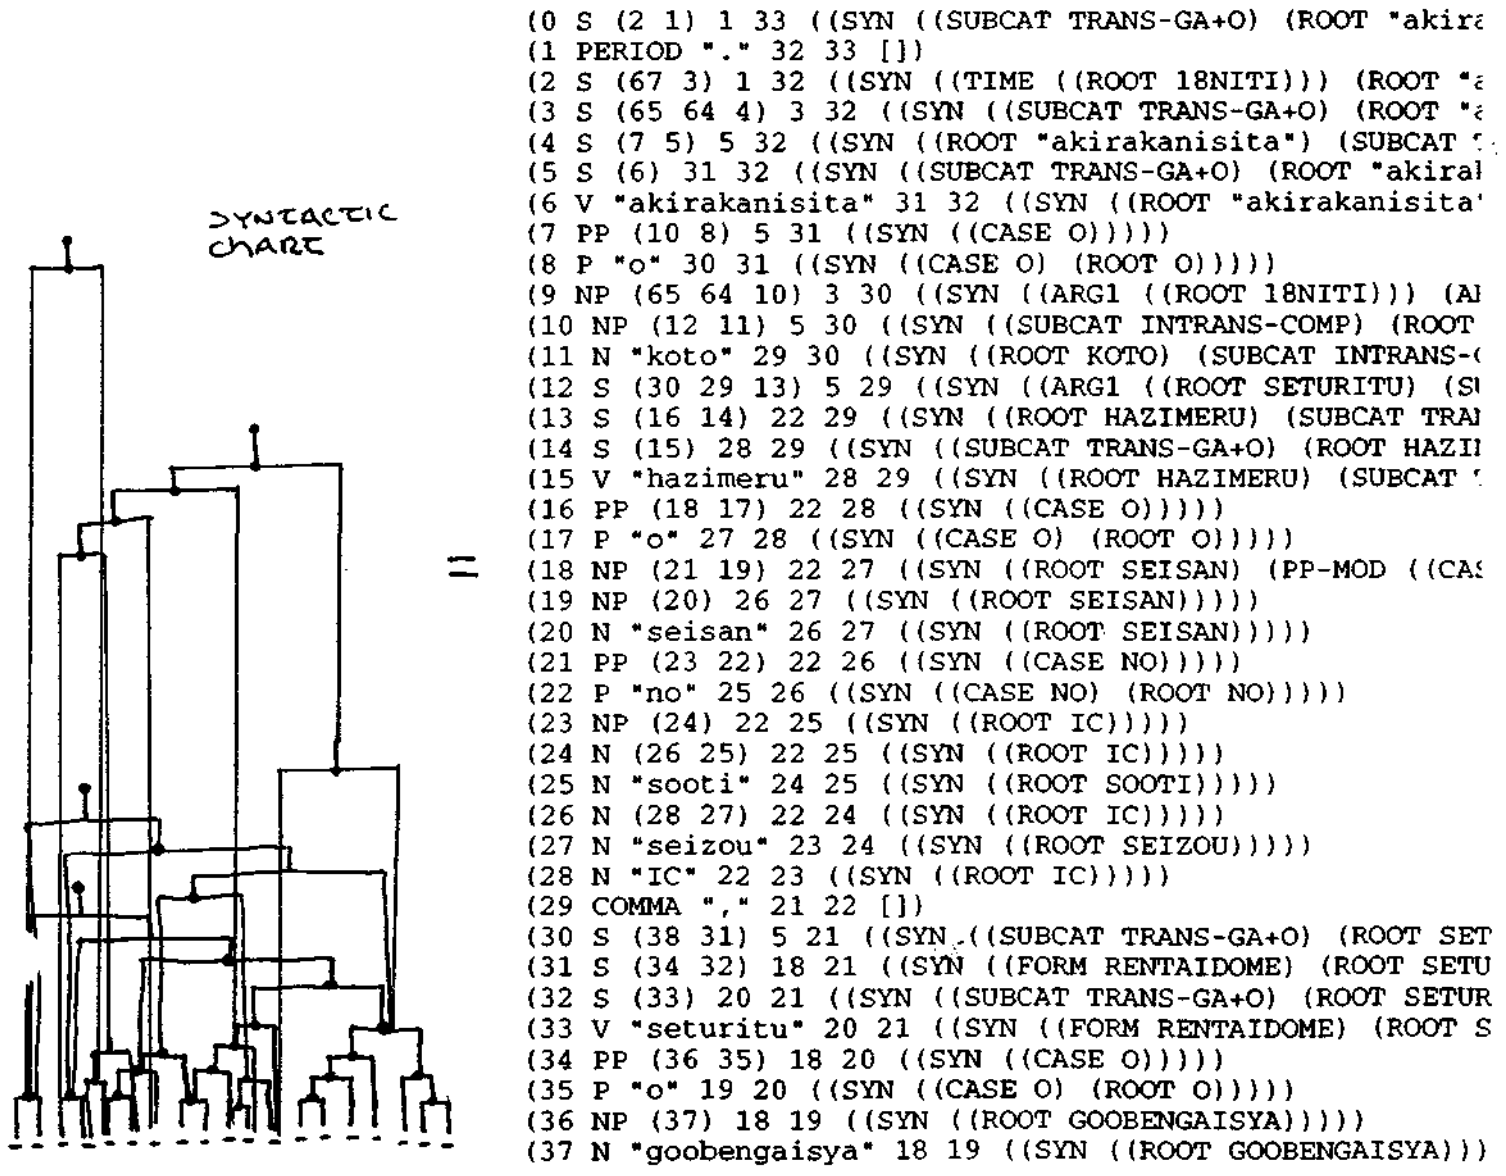 SYNTACTIC
CHART
=
(0 S (2 1) 1 33 ((SYN ((SUBCAT TRANS-GA+O) (ROOT "akira
(1 PERIOD "." 32 33 [])
(2 S (67 3) 1 32 ((SYN ((TIME ((ROOT 18NITI))) (ROOT "a
(3 S (65 64 4) 3 32 ((SYN ((SUBCAT TRANS-GA+O) (ROOT "a
(4 S (7 5) 5 32 ((SYN ((ROOT "akirakanisita") (SUBCAT
(5 S (6) 31 32 ((SYN ((SUBCAT TRANS-GA+O) (ROOT "akirak
(6 V "akirakanisita" 31 32 ((SYN ((ROOT "akirakanisita"
(7 PP (10 8) 5 31 ((SYN ((CASE O)))))
(8 P "o" 30 31 ((SYN ((CASE O) (ROOT O)))))
(9 NP (65 64 10) 3 30 ((SYN ((ARG1 ((ROOT 18NITI))) (AR
(10 NP (12 11) 5 30 ((SYN ((SUBCAT INTRANS-COMP) (ROOT
(11 N "koto" 29 30 ((SYN ((ROOT KOTO) (SUBCAT INTRANS-C
(12 S (30 29 13) 5 29 ((SYN ((ARG1 ((ROOT SETURITU) (SU
(13 S (16 14) 22 29 ((SYN ((ROOT HAZIMERU) (SUBCAT TRAN
(14 S (15) 28 29 ((SYN ((SUBCAT TRANS-GA+O) (ROOT HAZIM
(15 V "hazimeru" 28 29 ((SYN ((ROOT HAZIMERU) (SUBCAT
(16 PP (18 17) 22 28 ((SYN ((CASE O)))))
(17 P "o" 27 28 ((SYN ((CASE O) (ROOT O)))))
(18 NP (21 19) 22 27 ((SYN ((ROOT SEISAN) (PP-MOD ((CAS
(19 NP (20) 26 27 ((SYN ((ROOT SEISAN)))))
(20 N "seisan" 26 27 ((SYN ((ROOT SEISAN)))))
(21 PP (23 22) 22 26 ((SYN ((CASE NO)))))
(22 P "no" 25 26 ((SYN ((CASE NO) (ROOT NO)))))
(23 NP (24) 22 25 ((SYN ((ROOT IC)))))
(24 N (26 25) 22 25 ((SYN ((ROOT IC)))))
(25 N "sooti" 24 25 ((SYN ((ROOT SOOTI)))))
(26 N (28 27) 22 24 ((SYN ((ROOT IC)))))
(27 N "seizou" 23 24 ((SYN ((ROOT SEIZOU)))))
(28 N "IC" 22 23 ((SYN ((ROOT IC)))))
(29 COMMA "," 21 22 [])
(30 S (38 31) 5 21 ((SYN ((SUBCAT TRANS-GA+O) (ROOT SET
(31 S (34 32) 18 21 ((SYN ((FORM RENTAIDOME) (ROOT SETU
(32 S (33) 20 21 ((SYN ((SUBCAT TRANS-GA+O) (ROOT SETUR
(33 V "seturitu" 20 21 ((SYN ((FORM RENTAIDOME) (ROOT S
(34 PP (36 35) 18 20 ((SYN ((CASE O)))))
(35 P "o" 19 20 ((SYN ((CASE O) (ROOT O)))))
(36 NP (37) 18 19 ((SYN ((ROOT GOOBENGAISYA)))))
(37 N "goobengaisya" 18 19 ((SYN ((ROOT GOOBENGAISYA)))